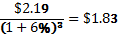 $2.19
(1 + 6%)³ = $1.83